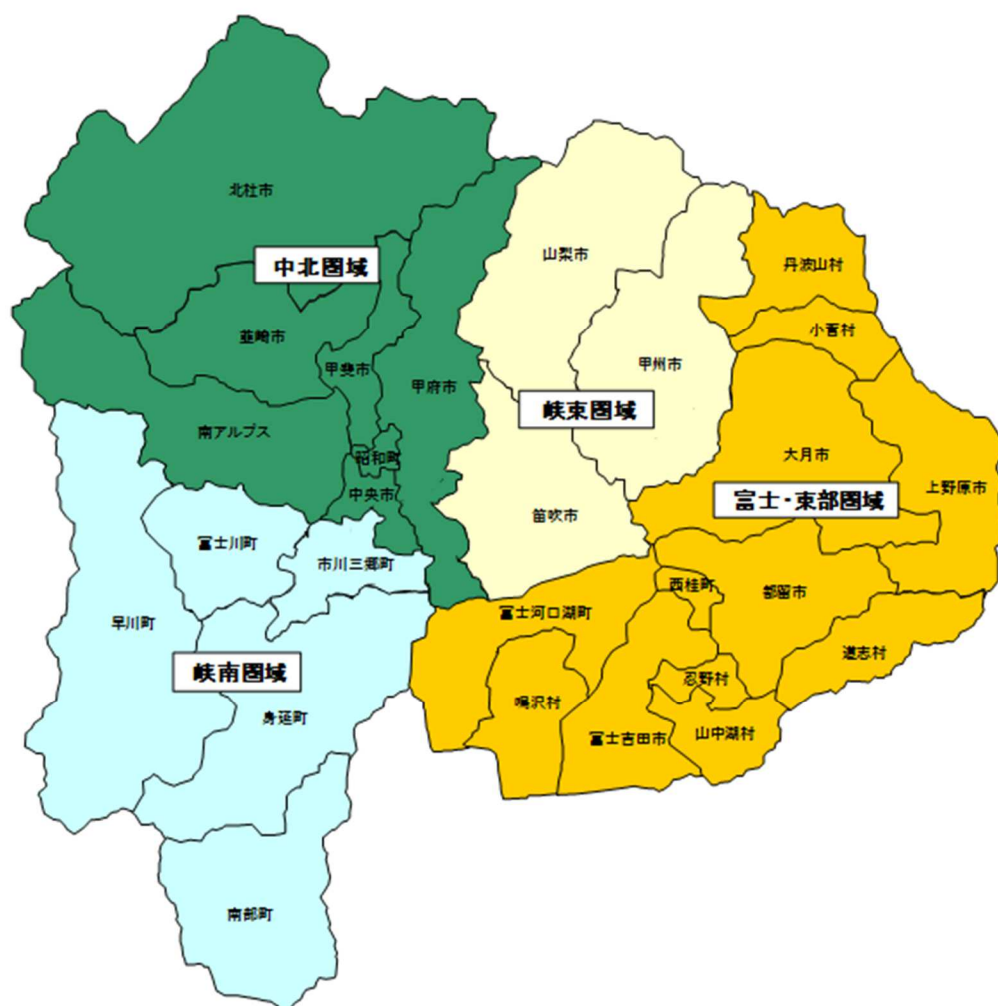 北杜市
中北圏域
韮崎市
甲斐市
甲府市
南アルプス
昭和町
中央市
山梨市
甲州市
峡東圏域
笛吹市
丹波山村
小菅村
大月市
上野原市
富士・東部圏域
西桂町
都留市
富士河口湖町
道志村
忍野村
鳴沢村
富士吉田市
山中湖村
富士川町
市川三郷町
早川町
峡南圏域
身延町
南部町